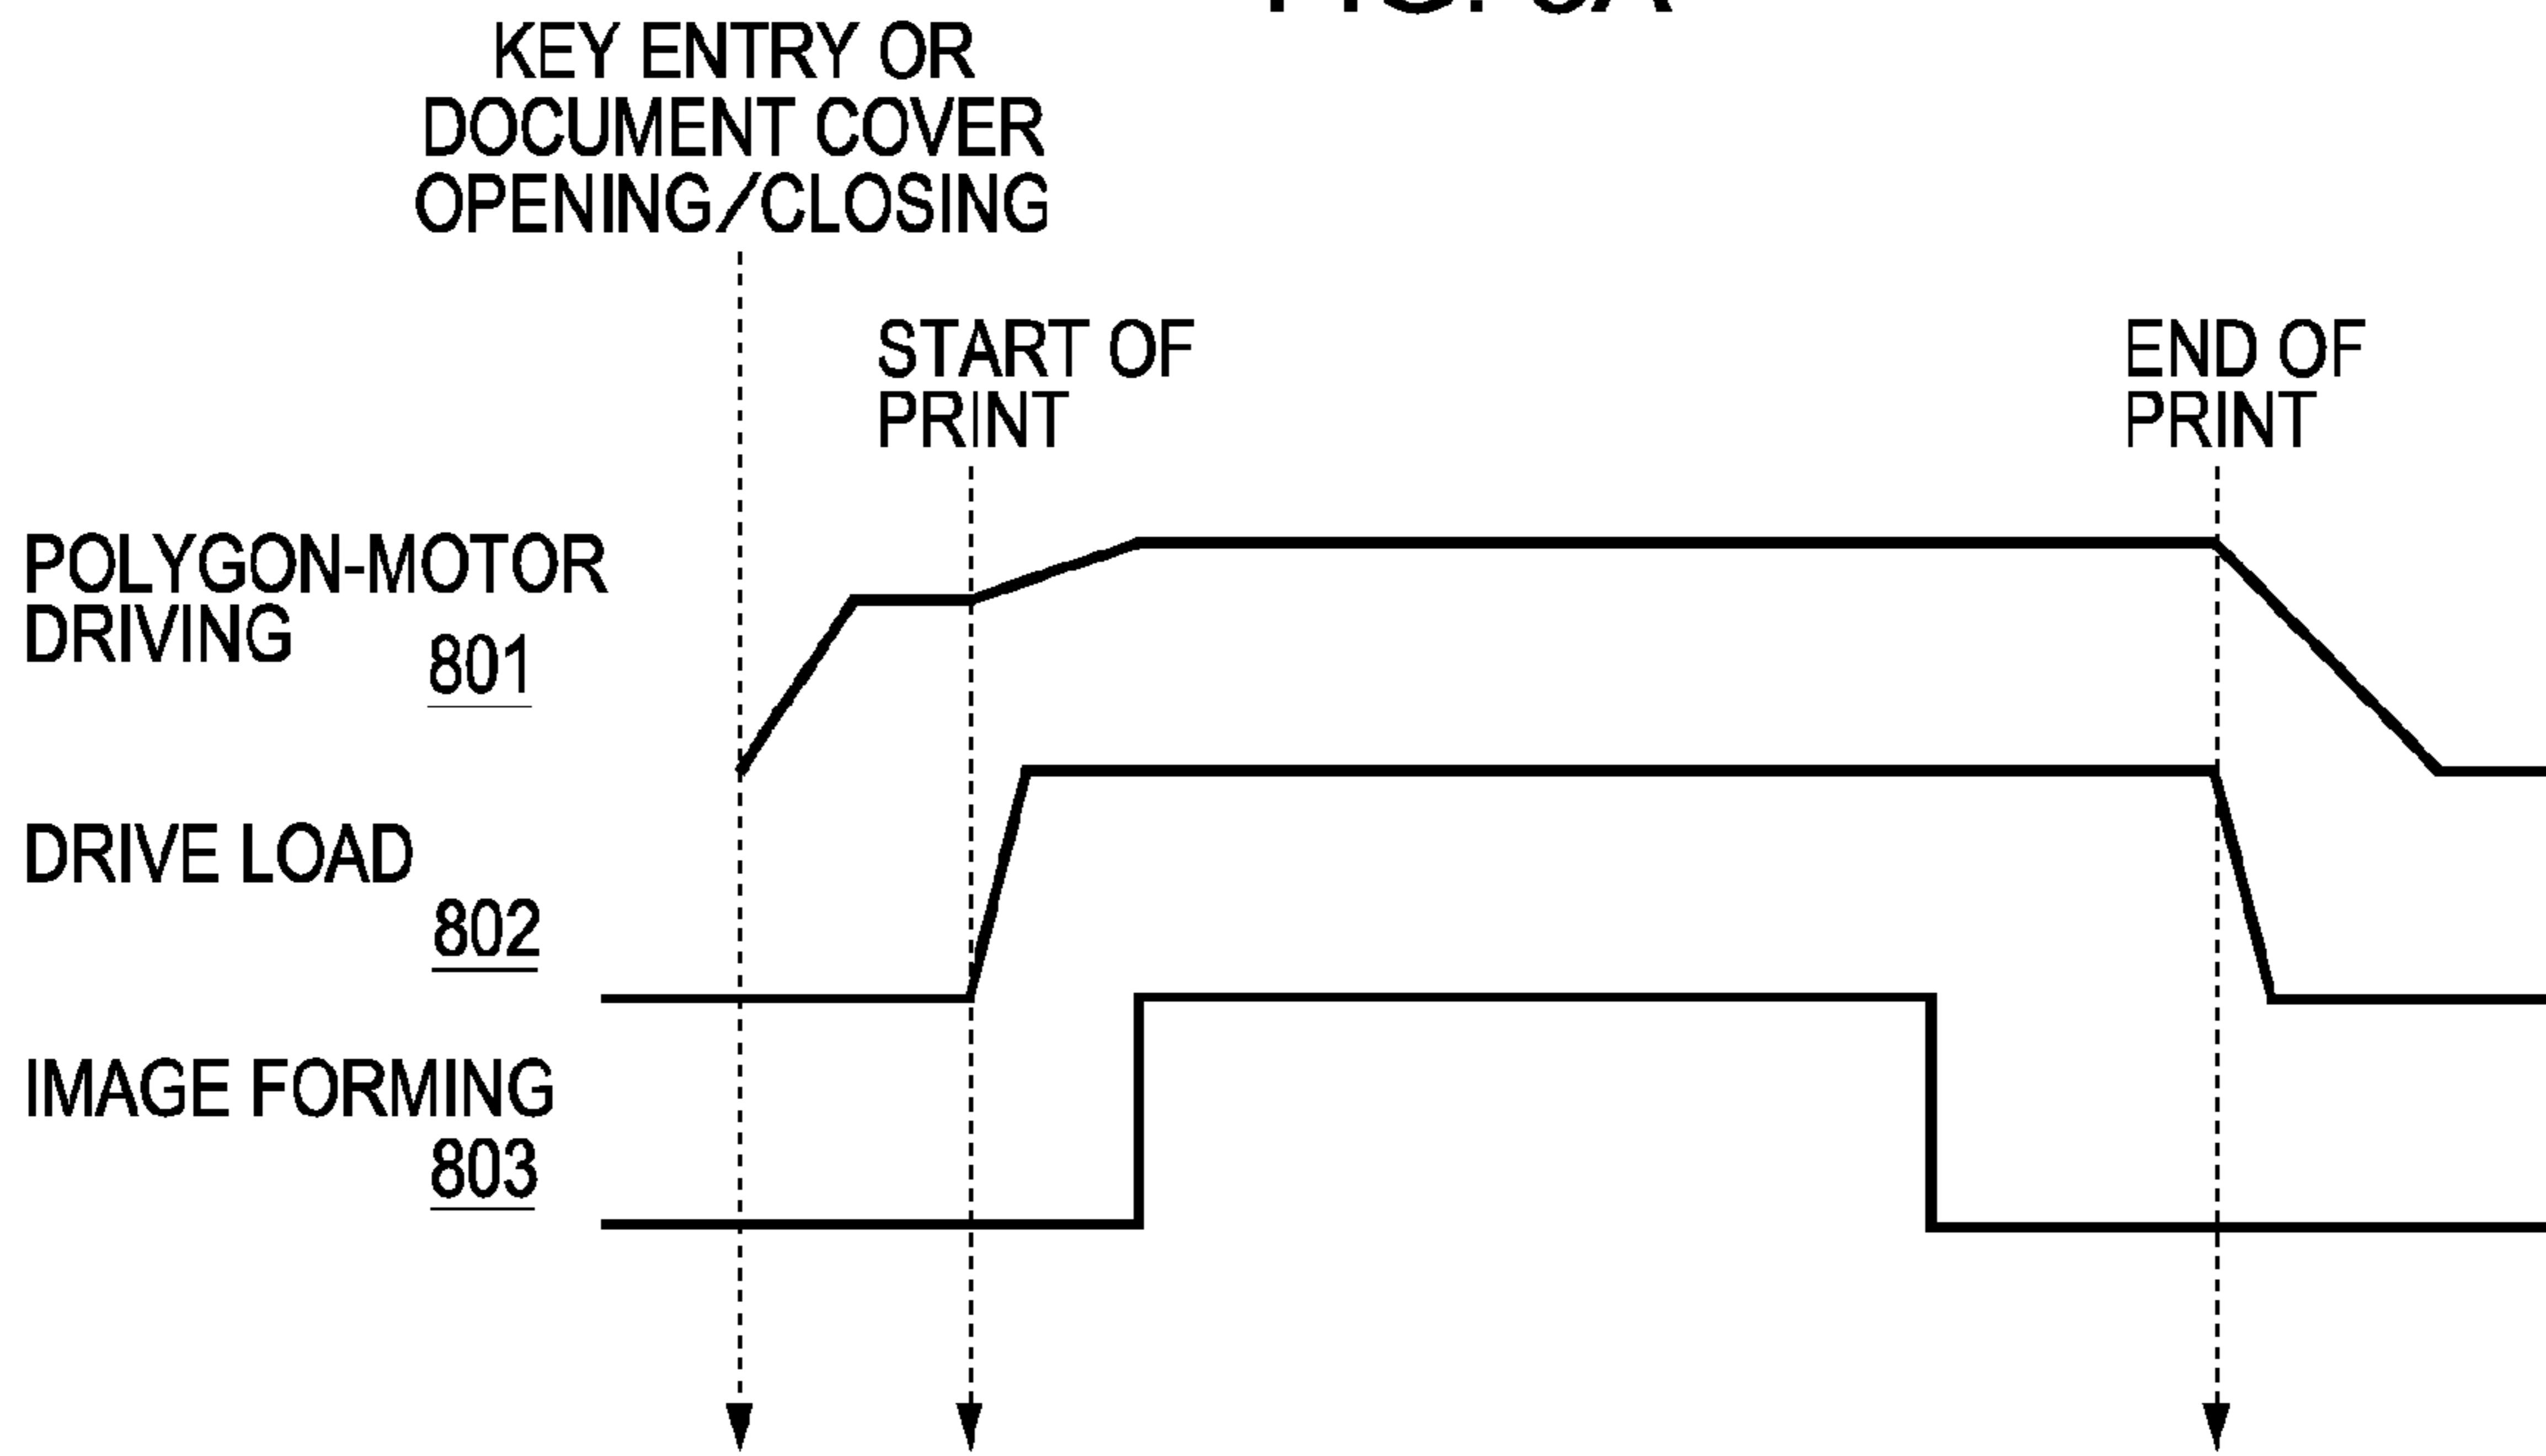 KEY ENTRY OR
DOCUMENT COVER
OPENING/CLOSING
START OF
PRINT
END OF
PRINT
POLYGON-MOTOR
DRIVING
801
DRIVE LOAD
802
IMAGE FORMING
803